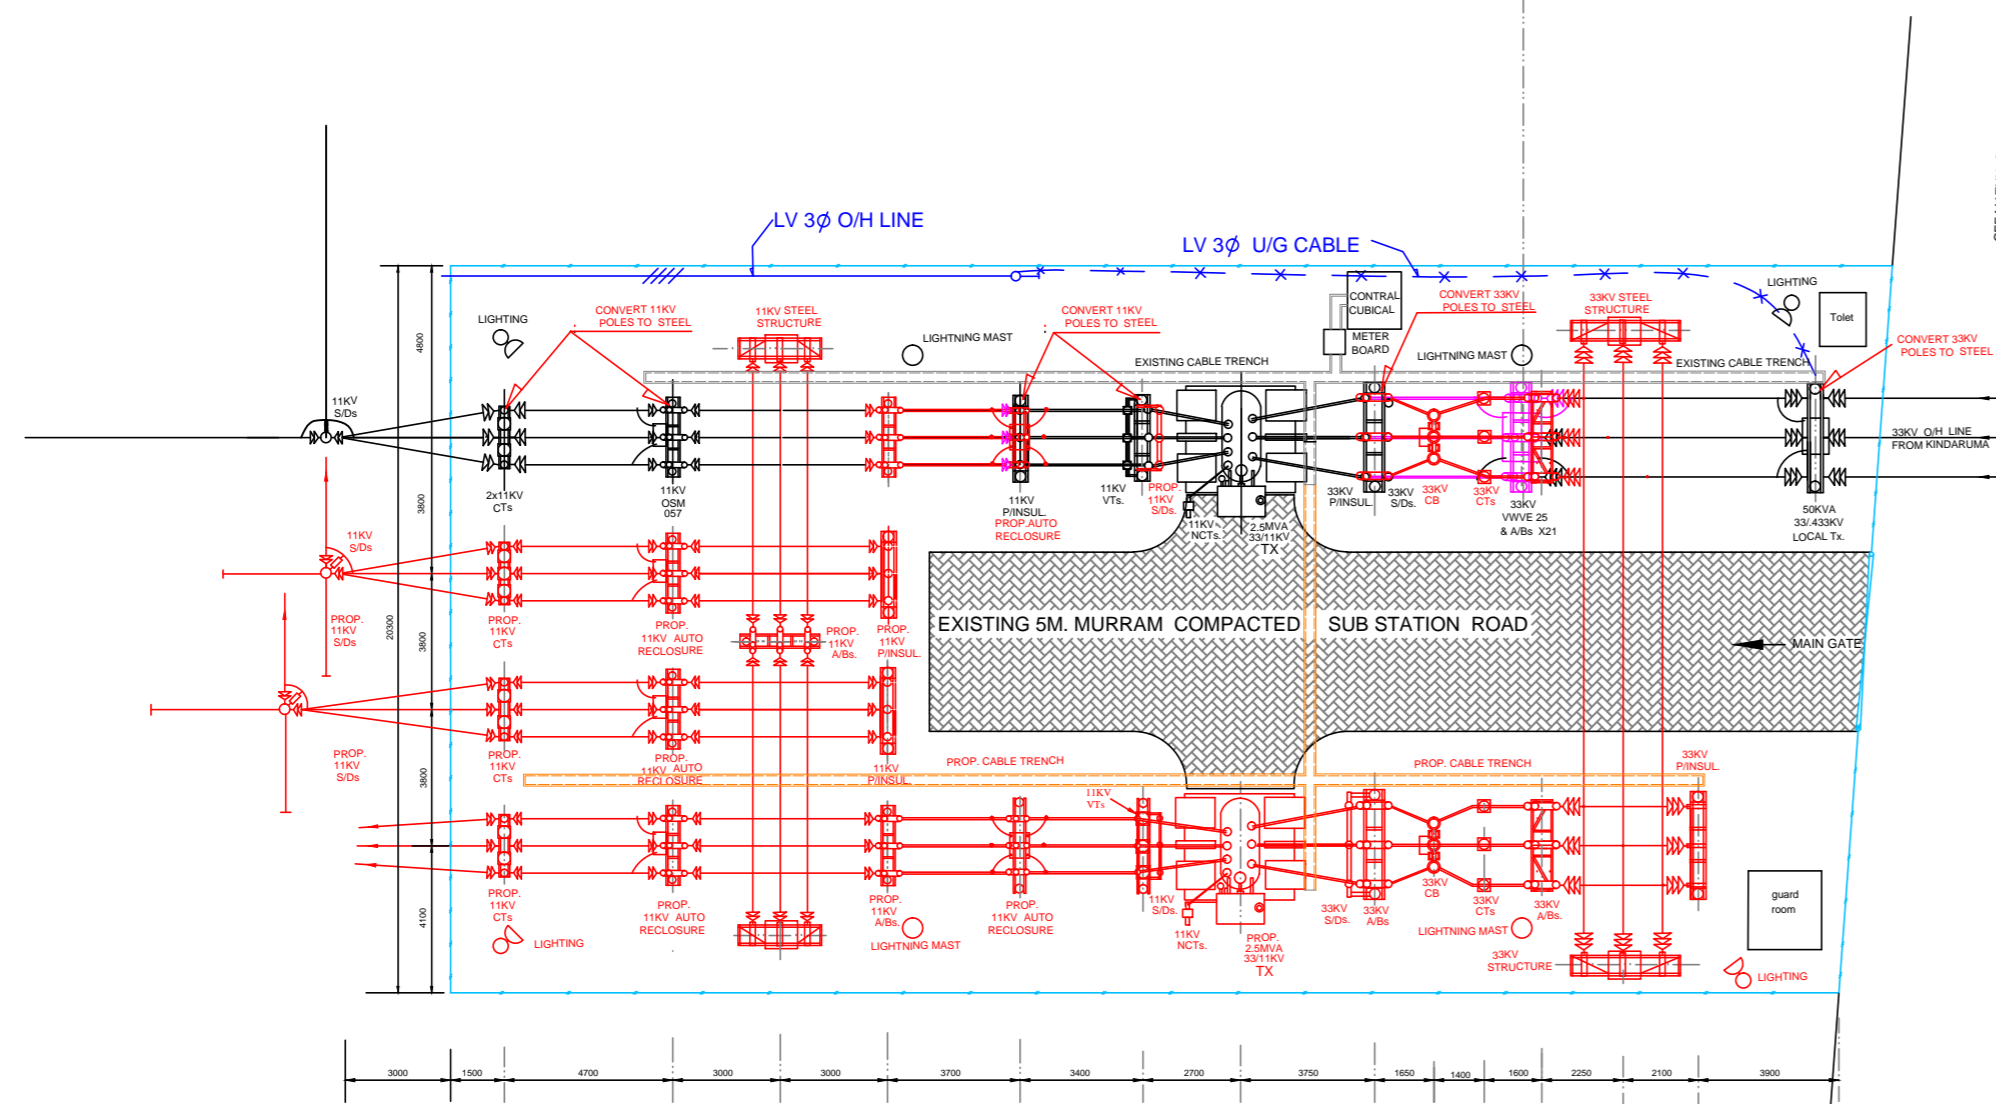 LV 3Ø O/H LINE
LV 3Ø U/G CABLE
LIGHTING
CONVERT 11KV
POLES TO STEEL
11KV STEEL
STRUCTURE
LIGHTNING MAST
CONVERT 11KV
POLES TO STEEL
CONTRAL
CUBICAL
METER
BOARD
CONVERT 33KV
POLES TO STEEL
LIGHTNING MAST
33KV STEEL
STRUCTURE
LIGHTING
Tolet
CONVERT 33KV
POLES TO STEEL
EXISTING CABLE TRENCH
EXISTING CABLE TRENCH
11KV
S/Ds
2x11KV
CTs
11KV
OSM
057
11KV
P/INSUL.
PROP.AUTO
RECLOSURE
11KV
VTs.
PROP.
11KV
S/Ds.
11KV
NCTs.
2.5MVA
33/11KV
TX
33KV
P/INSUL.
33KV
S/Ds.
33KV
CB
33KV
CTs
33KV
VWVE 25
& A/Bs X21
50KVA
33/.433KV
LOCAL Tx.
33KV O/H LINE
FROM KINDARUMA
11KV
S/Ds
PROP.
11KV
S/Ds
PROP.
11KV
CTs
PROP.
11KV AUTO
RECLOSURE
PROP.
11KV
A/Bs.
PROP.
11KV
P/INSUL.
EXISTING 5M. MURRAM COMPACTED SUB STATION ROAD
MAIN GATE
PROP.
11KV
S/Ds
PROP.
11KV
CTs
PROP.
11KV AUTO
RECLOSURE
11KV
P/INSUL.
PROP. CABLE TRENCH
PROP. CABLE TRENCH
33KV
P/INSUL.
11KV
VTs
PROP.
11KV
CTs
LIGHTING
PROP.
11KV AUTO
RECLOSURE
PROP.
11KV
A/Bs.
LIGHTNING MAST
PROP.
11KV AUTO
RECLOSURE
11KV
S/Ds.
11KV
NCTs.
PROP.
2.5MVA
33/11KV
TX
33KV
S/Ds.
33KV
A/Bs
33KV
CB
33KV
CTs
33KV
A/Bs.
LIGHTNING MAST
33KV
STRUCTURE
LIGHTING
guard
room
4800
3800
3800
3800
4100
20300
3000 1500 4700 3000 3000 3700 3400 2700 3750 1650 1400 1600 2250 2100 3900